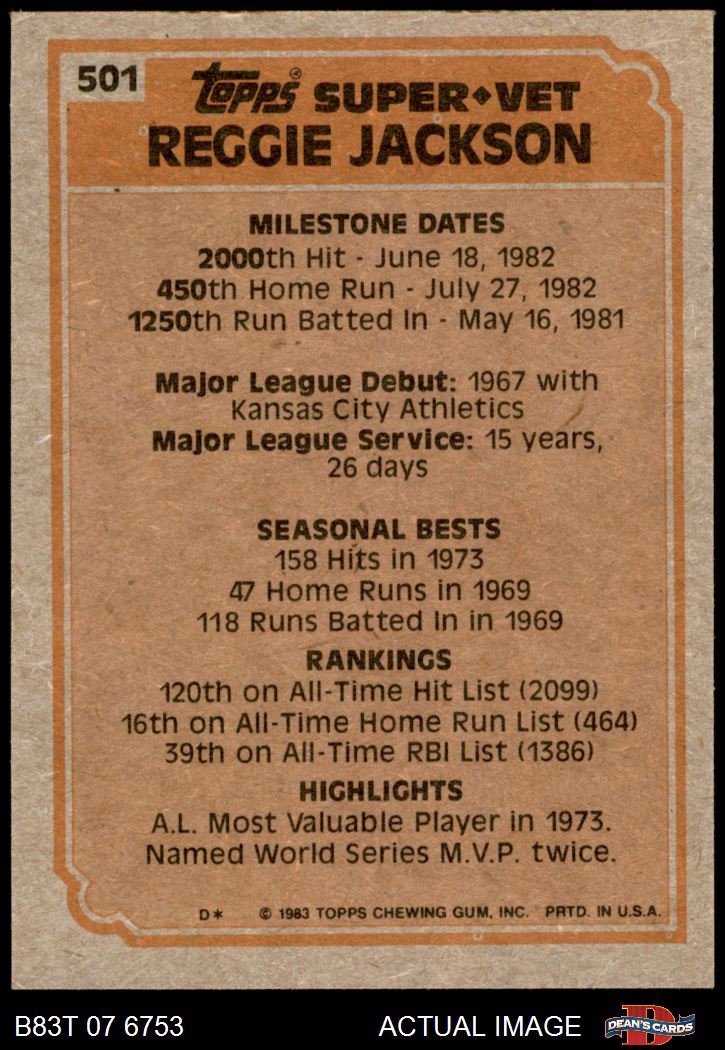 501
Topps® SUPER◆VET
REGGIE JACKSON
MILESTONE DATES
2000th Hit - June 18, 1982
450th Home Run - July 27, 1982
1250th Run Batted In - May 16, 1981
Major League Debut: 1967 with
Kansas City Athletics
Major League Service: 15 years,
26 days
SEASONAL BESTS
158 Hits in 1973
47 Home Runs in 1969
118 Runs Batted In in 1969
RANKINGS
120th on All-Time Hit List (2099)
16th on All-Time Home Run List (464)
39th on All-Time RBI List (1386)
HIGHLIGHTS
A.L. Most Valuable Player in 1973.
Named World Series M.V.P. twice.
D* © 1983 TOPPS CHEWING GUM, INC. PRTD. IN U.S.A.
B83T 07 6753 ACTUAL IMAGE D DEAN'S CARDS